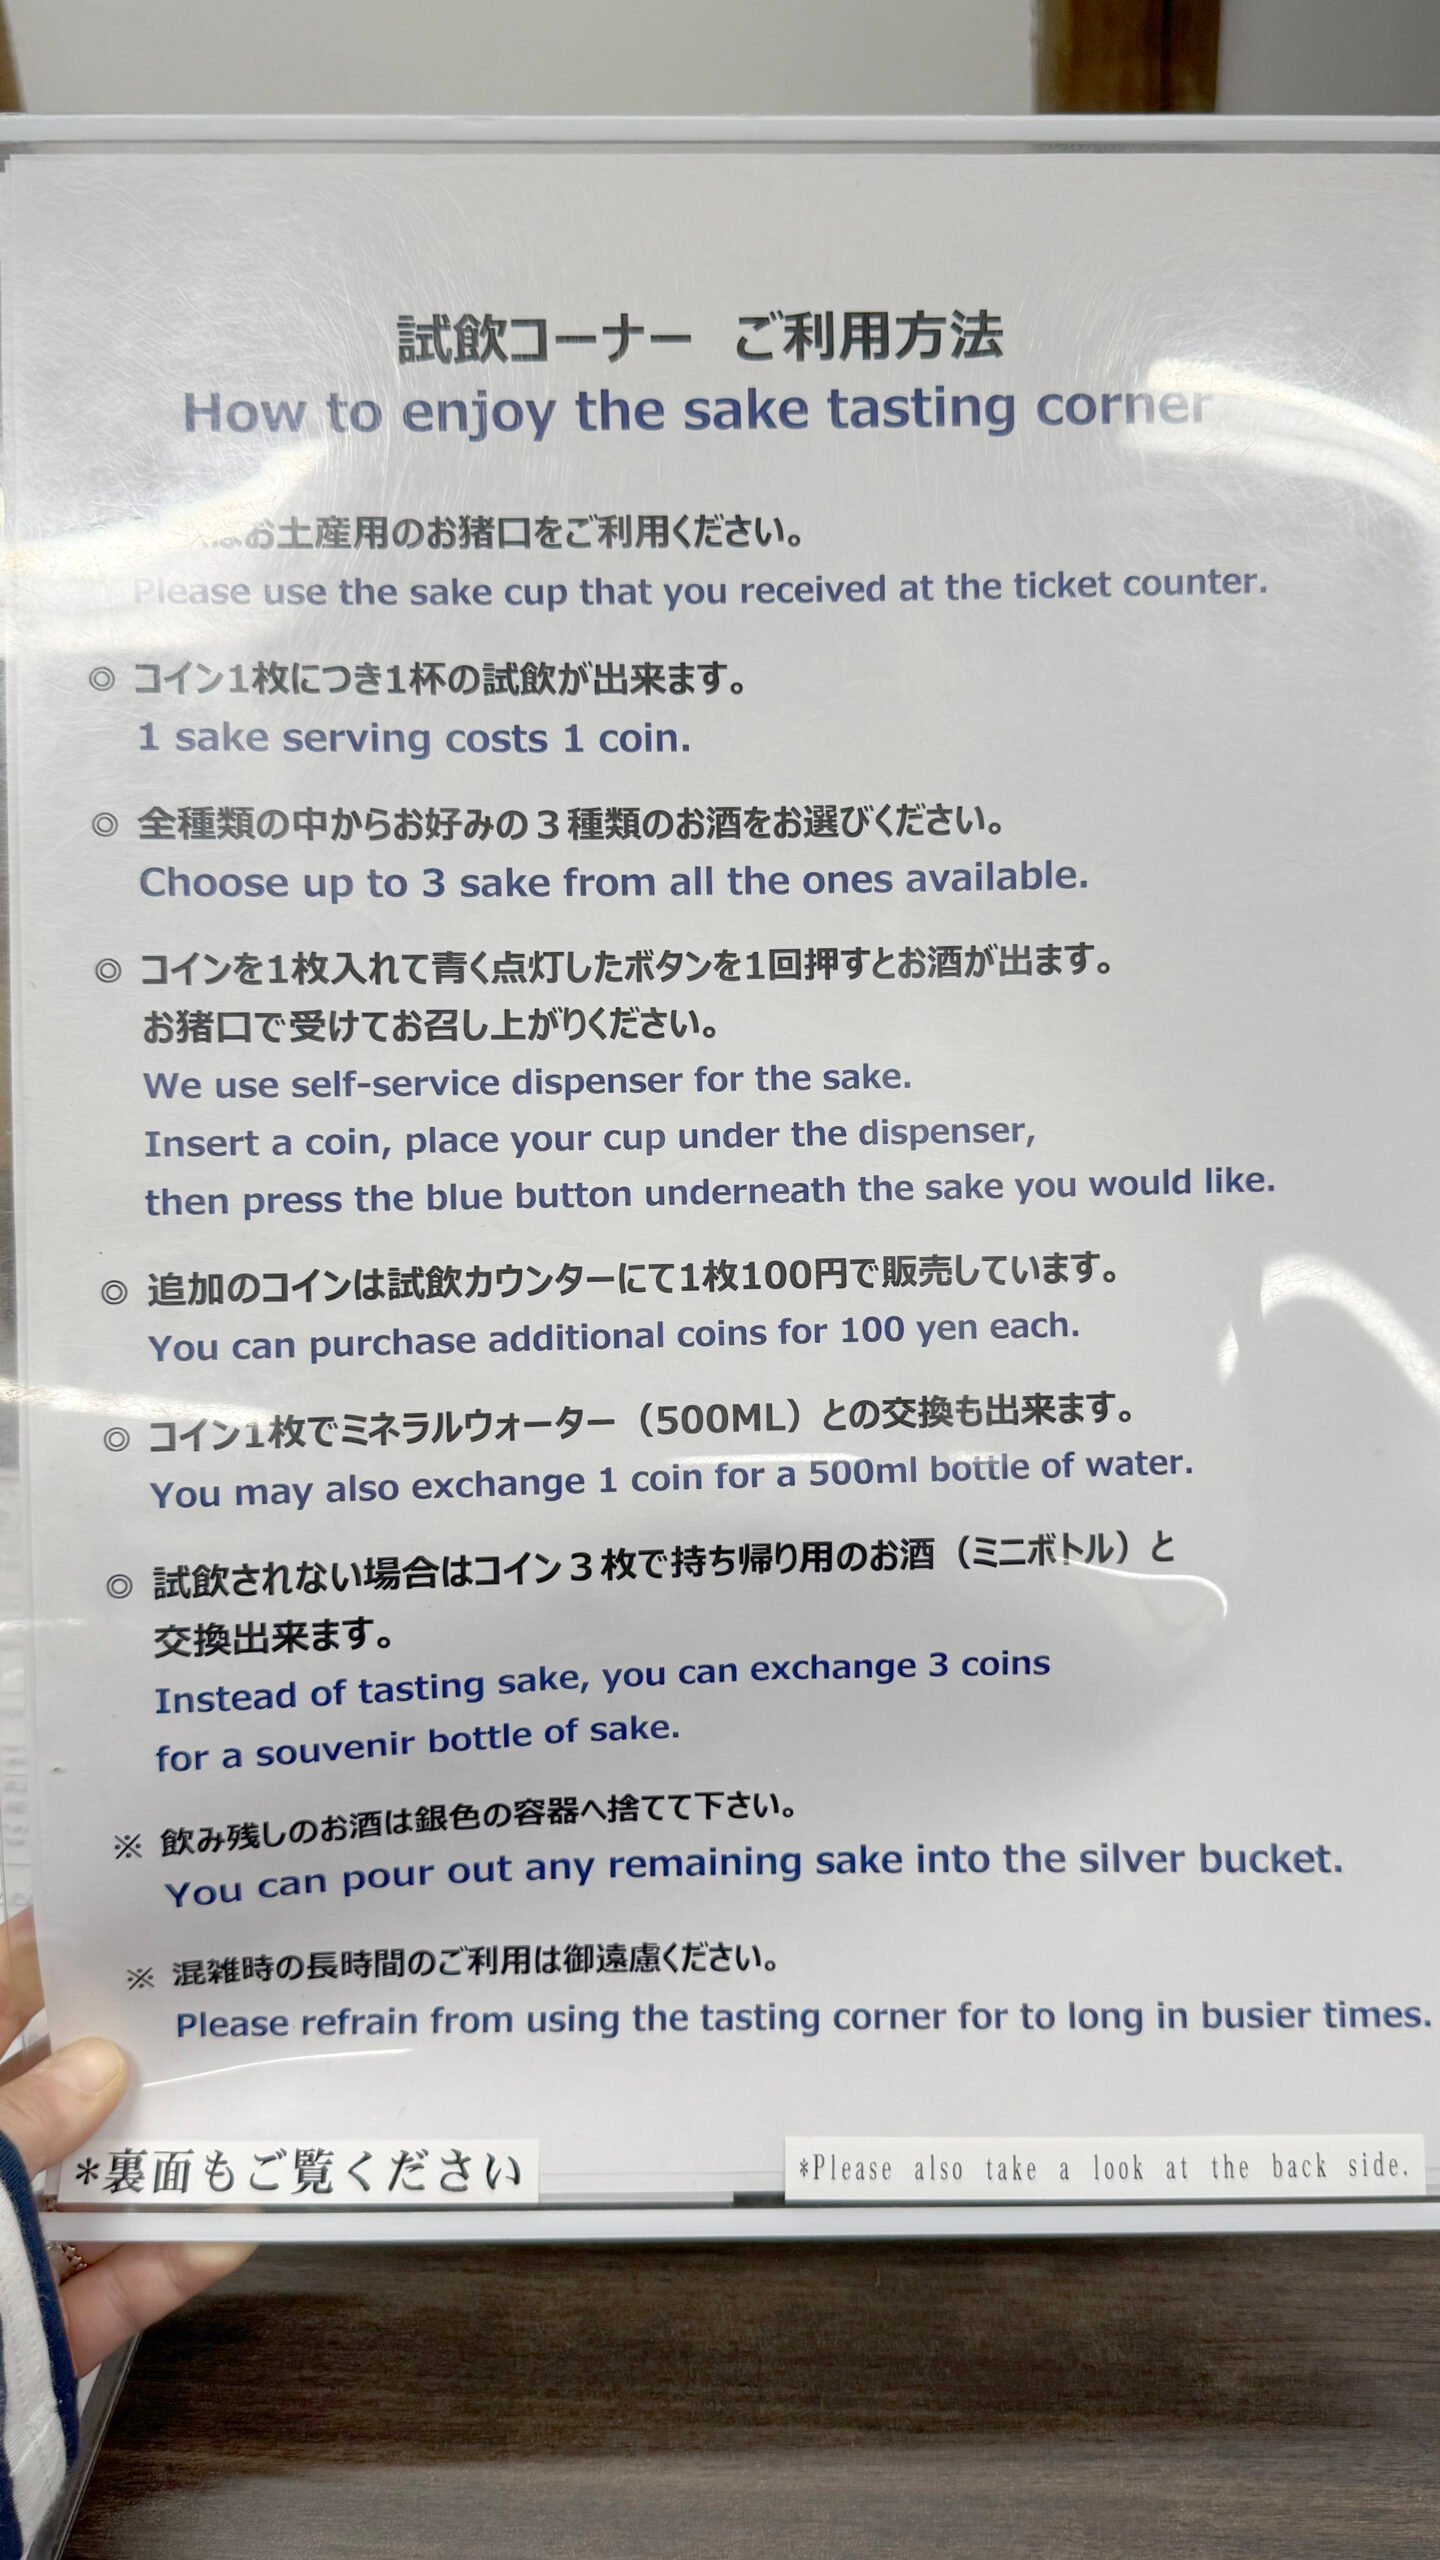 試飲コーナー ご利用方法
How to enjoy the sake tasting corner
はお土産用のお猪口をご利用ください。
Please use the sake cup that you received at the ticket counter.
◎ コイン1枚につき1杯の試飲が出来ます。
1 sake serving costs 1 coin.
◎ 全種類の中からお好みの３種類のお酒をお選びください。
Choose up to 3 sake from all the ones available.
◎ コインを1枚入れて青く点灯したボタンを1回押すとお酒が出ます。
お猪口で受けてお召し上がりください。
We use self-service dispenser for the sake.
Insert a coin, place your cup under the dispenser,
then press the blue button underneath the sake you would like.
◎ 追加のコインは試飲カウンターにて1枚100円で販売しています。
You can purchase additional coins for 100 yen each.
◎ コイン1枚でミネラルウォーター（500ML）との交換も出来ます。
You may also exchange 1 coin for a 500ml bottle of water.
◎ 試飲されない場合はコイン３枚で持ち帰り用のお酒（ミニボトル）と
交換出来ます。
Instead of tasting sake, you can exchange 3 coins
for a souvenir bottle of sake.
※ 飲み残しのお酒は銀色の容器へ捨てて下さい。
You can pour out any remaining sake into the silver bucket.
※ 混雑時の長時間のご利用は御遠慮ください。
Please refrain from using the tasting corner for to long in busier times.
*裏面もご覧ください
*Please also take a look at the back side.